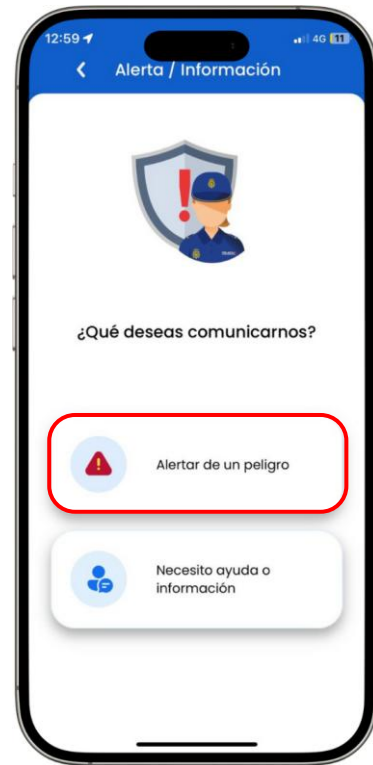 12:59
4G 11
Alerta / Información
¿Qué deseas comunicarnos?
Alertar de un peligro
Necesito ayuda o
información